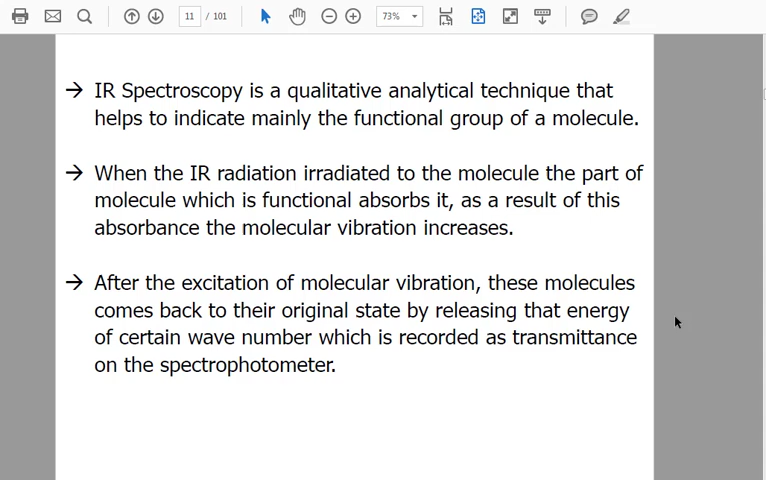 11 / 101
73%
→ IR Spectroscopy is a qualitative analytical technique that
helps to indicate mainly the functional group of a molecule.
→ When the IR radiation irradiated to the molecule the part of
molecule which is functional absorbs it, as a result of this
absorbance the molecular vibration increases.
→ After the excitation of molecular vibration, these molecules
comes back to their original state by releasing that energy
of certain wave number which is recorded as transmittance
on the spectrophotometer.